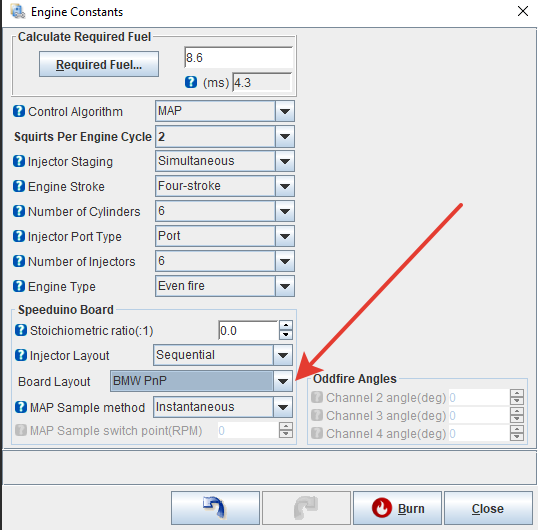 Engine Constants
Calculate Required Fuel
Required Fuel...
8.6
(ms) 4.3
Control Algorithm MAP
Squirts Per Engine Cycle 2
Injector Staging Simultaneous
Engine Stroke Four-stroke
Number of Cylinders 6
Injector Port Type Port
Number of Injectors 6
Engine Type Even fire
Speeduino Board
Stoichiometric ratio(:1) 0.0
Injector Layout Sequential
Board Layout BMW PnP
MAP Sample method Instantaneous
MAP Sample switch point(RPM) 0
Oddfire Angles
Channel 2 angle(deg) 0
Channel 3 angle(deg) 0
Channel 4 angle(deg) 0
Burn
Close